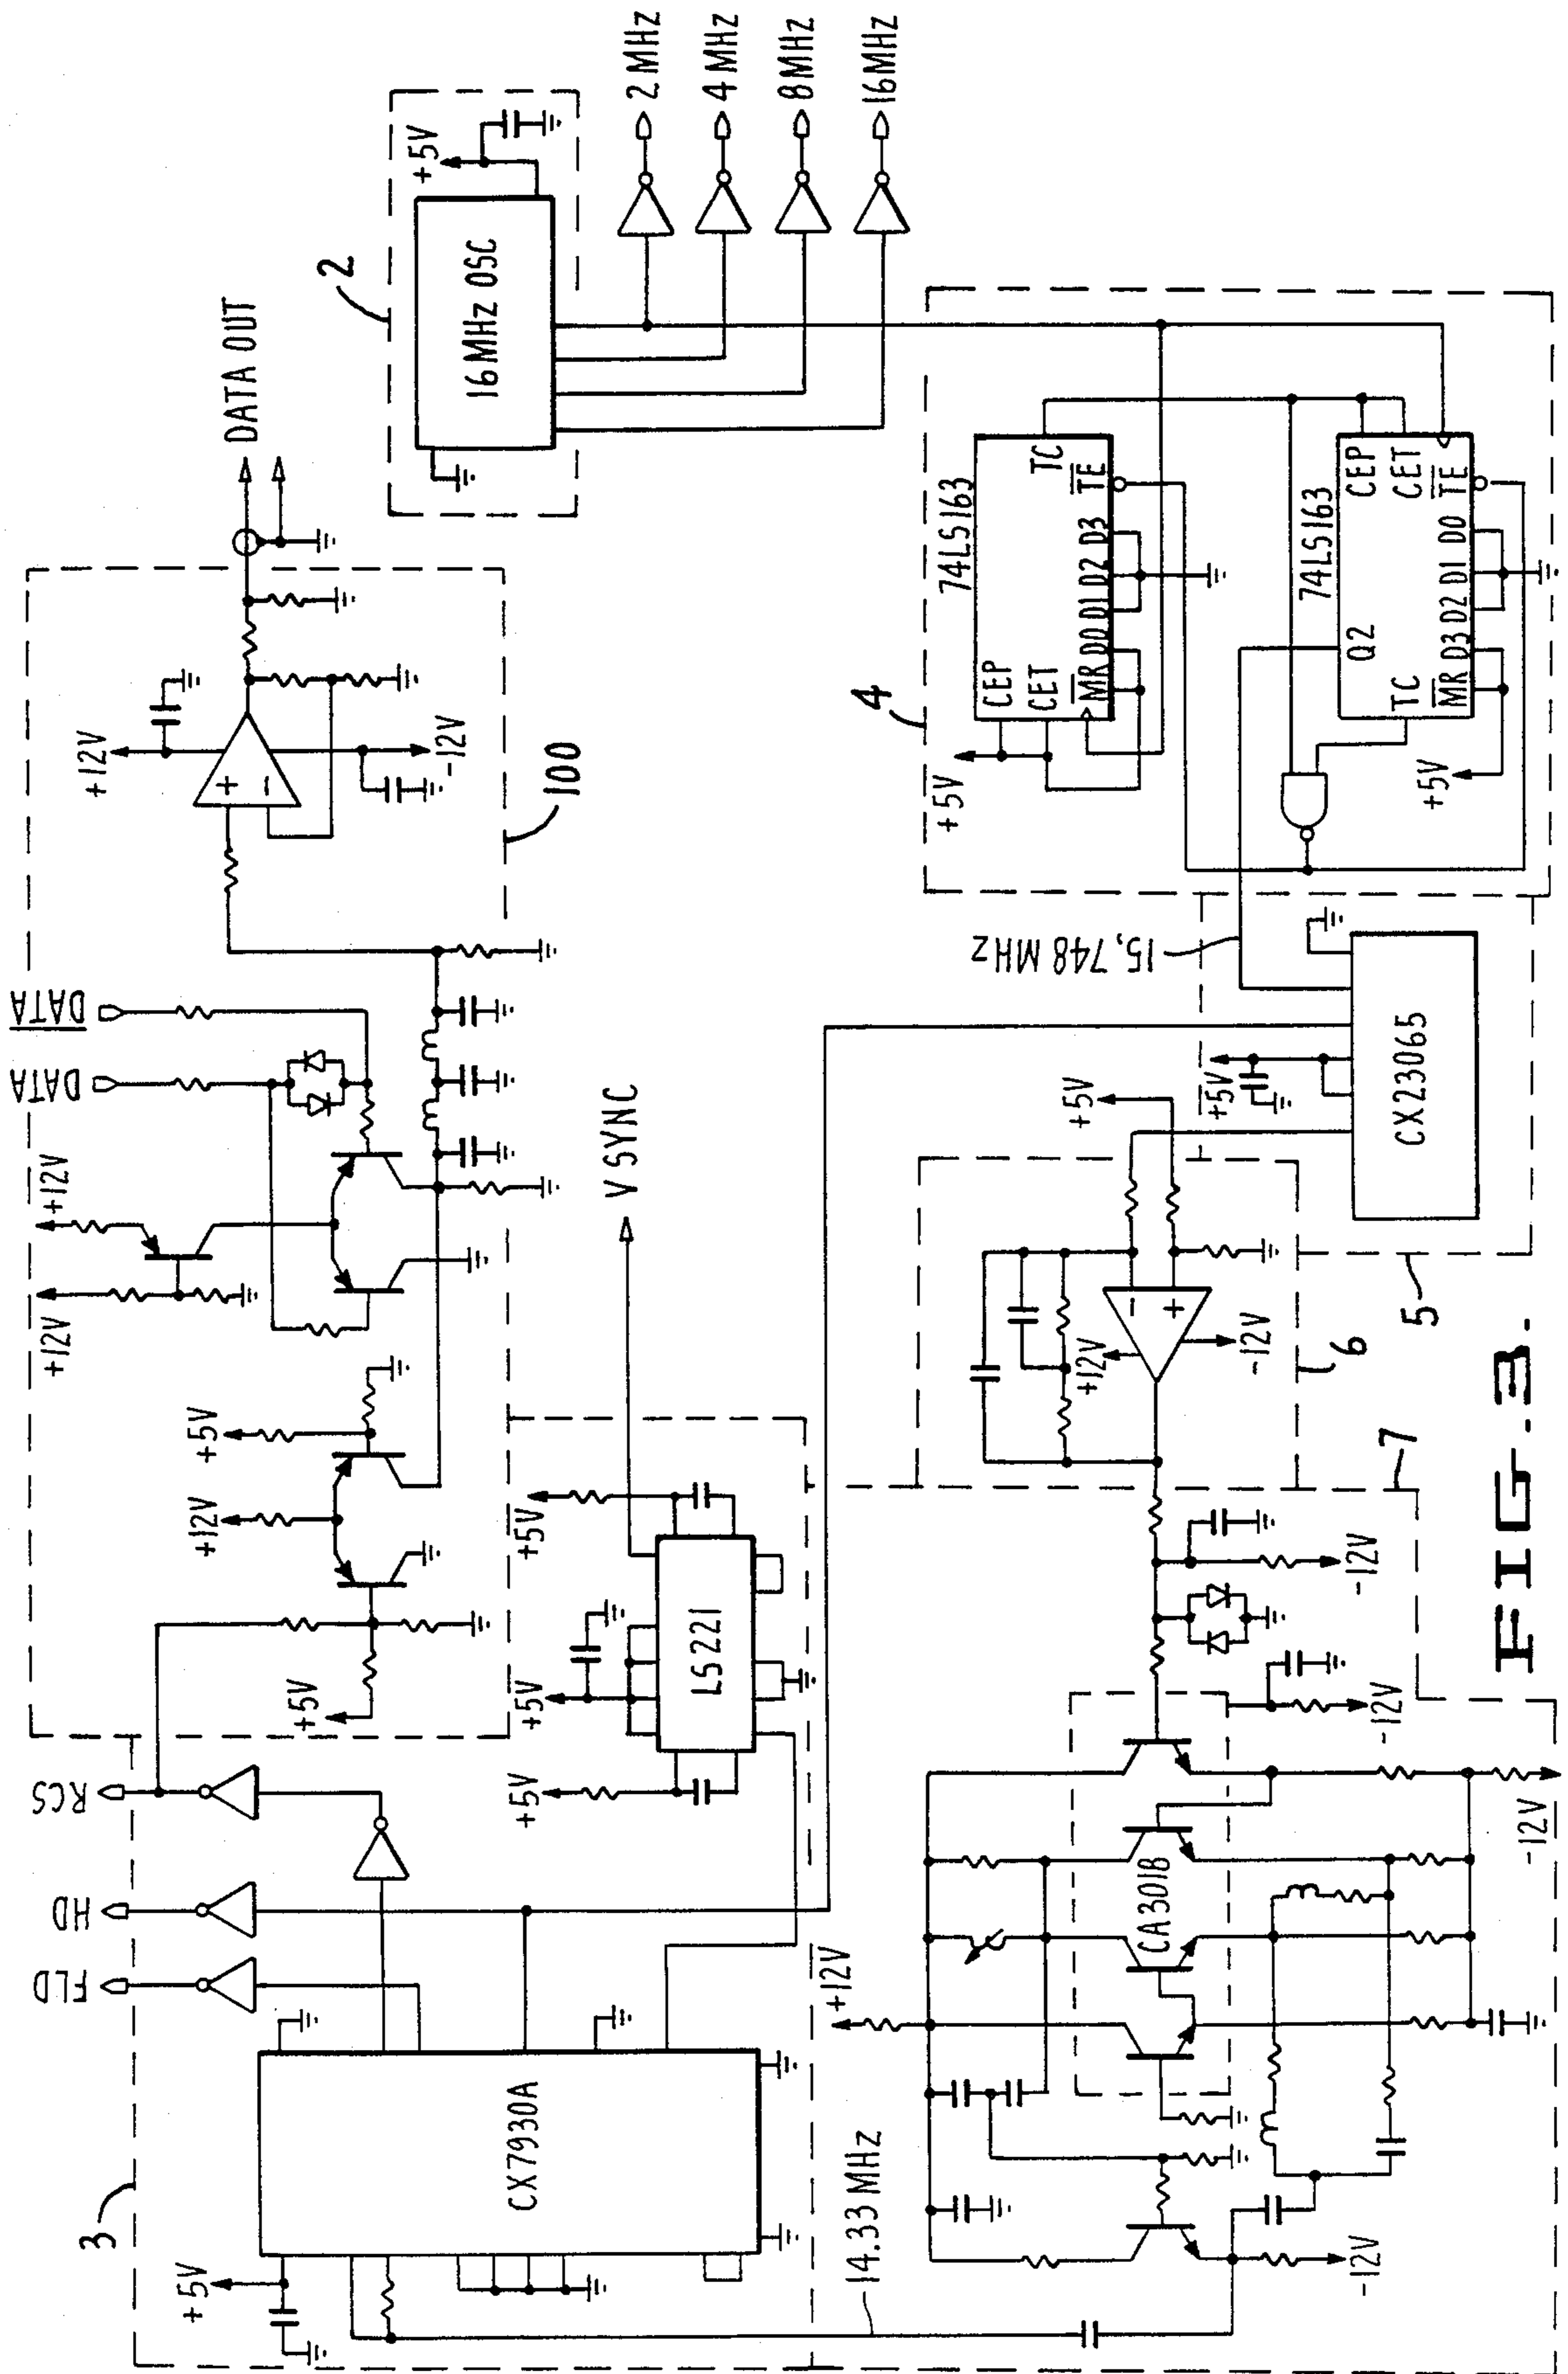 2 MHz
4 MHz
8MHz
16MHz
+5V
16MHz OSC
2
DATA OUT
+12V
-12V
100
DATA
DATA
+12V
+12V
+5V
+12V
+5V
V SYNC
+5V
+5V
+5V
LS221
RCS
HD
FLD
CX7930A
3
+5V
14.33 MHz
4
74LS163
TC
TE
CEP
CET
MR D0 D1 D2 D3
+5V
74LS163
CEP
CET
TE
Q2
TC
MR D3 D2 D1 D0
+5V
15,748 MHz
CX23065
+5V
+5V
5
+12V
-12V
6
7
-12V
-12V
CA3018
-12V
+12V
-12V
FIG. 3.